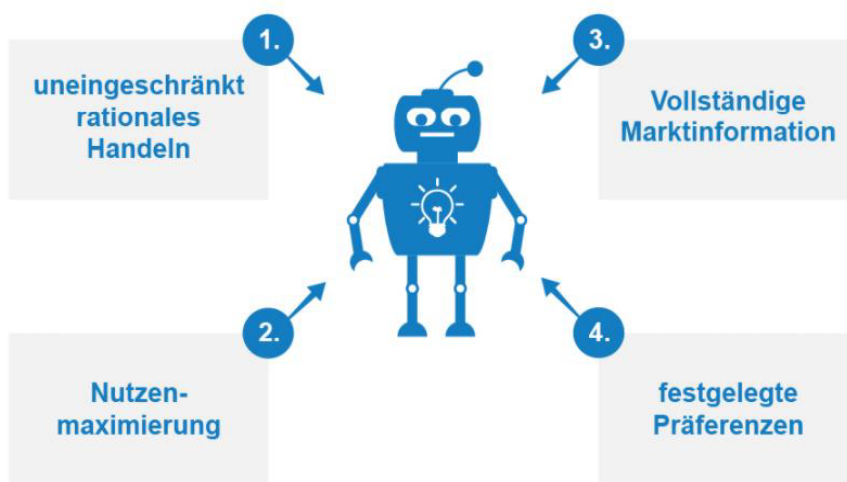 1.
uneingeschränkt
rationales
Handeln
2.
Nutzen-
maximierung
3.
Vollständige
Marktinformation
4.
festgelegte
Präferenzen